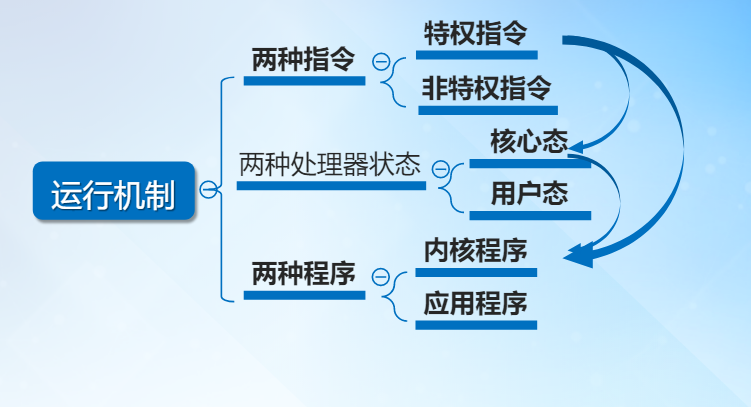 特权指令
两种指令
非特权指令
核心态
两种处理器状态
运行机制
用户态
内核程序
两种程序
应用程序